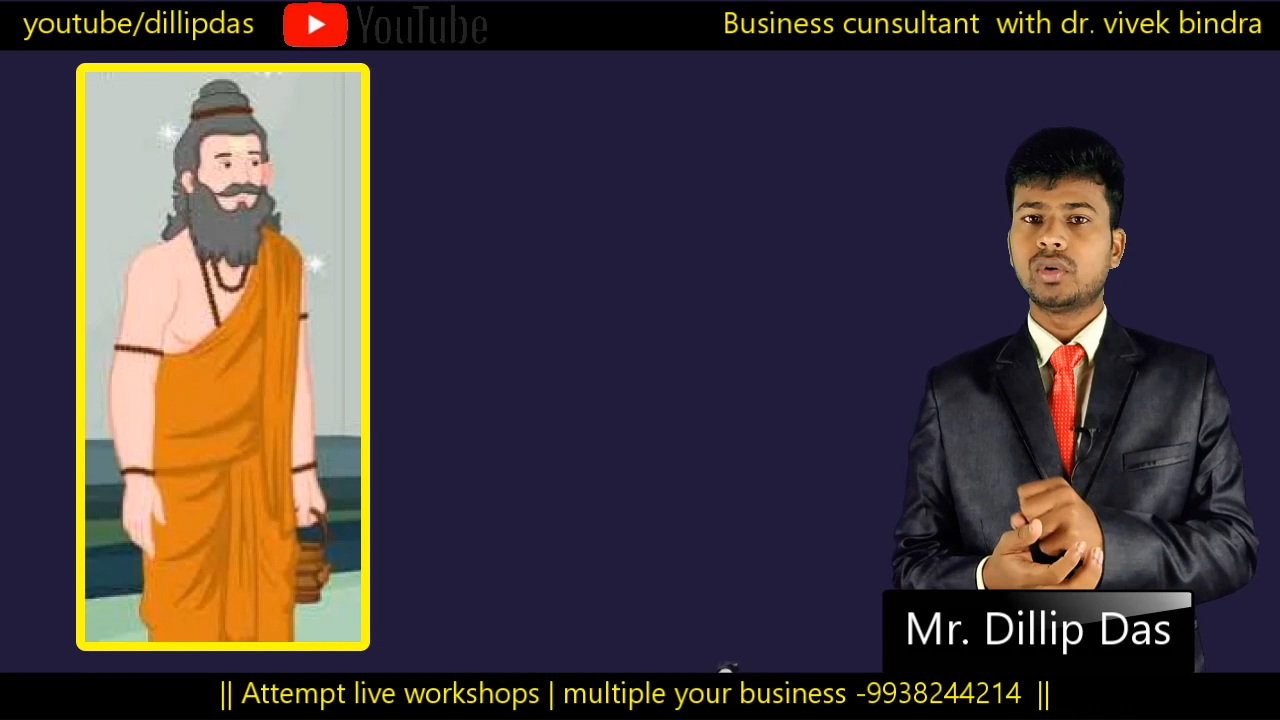 youtube/dillipdas
YouTube
Business cunsultant with dr. vivek bindra
Mr. Dillip Das
|| Attempt live workshops | multiple your business -9938244214 ||